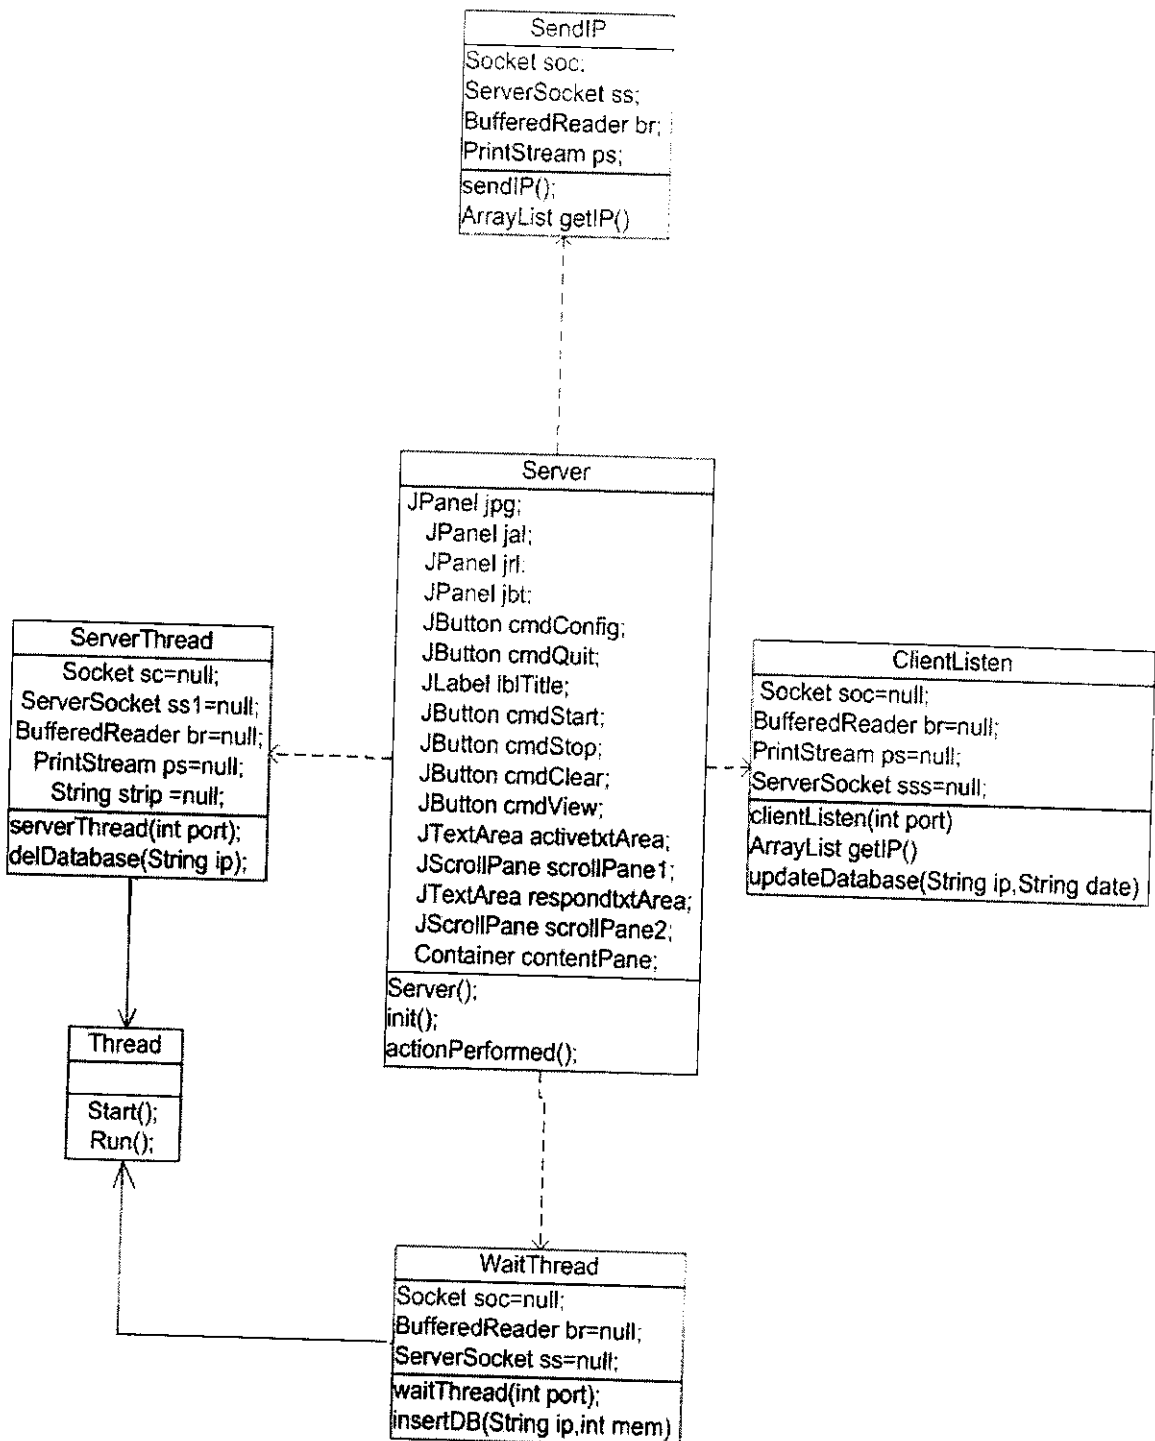 SendIP
Socket soc;
ServerSocket ss;
BufferedReader br;
PrintStream ps;
sendIP();
ArrayList getIP()
Server
JPanel jpg;
JPanel jal;
JPanel jrl.
JPanel jbt;
JButton cmdConfig;
JButton cmdQuit;
JLabel lblTitle;
JButton cmdStart;
JButton cmdStop;
JButton cmdClear;
JButton cmdView;
JTextArea activetxtArea;
JScrollPane scrollPane1;
JTextArea respondtxtArea;
JScrollPane scrollPane2;
Container contentPane;
Server();
init();
actionPerformed();
ServerThread
Socket sc=null;
ServerSocket ss1=null;
BufferedReader br=null;
PrintStream ps=null;
String strip =null;
serverThread(int port);
delDatabase(String ip);
ClientListen
Socket soc=null;
BufferedReader br=null;
PrintStream ps=null;
ServerSocket sss=null;
clientListen(int port)
ArrayList getIP()
updateDatabase(String ip,String date)
Thread
Start();
Run();
WaitThread
Socket soc=null;
BufferedReader br=null;
ServerSocket ss=null;
waitThread(int port);
insertDB(String ip,int mem)